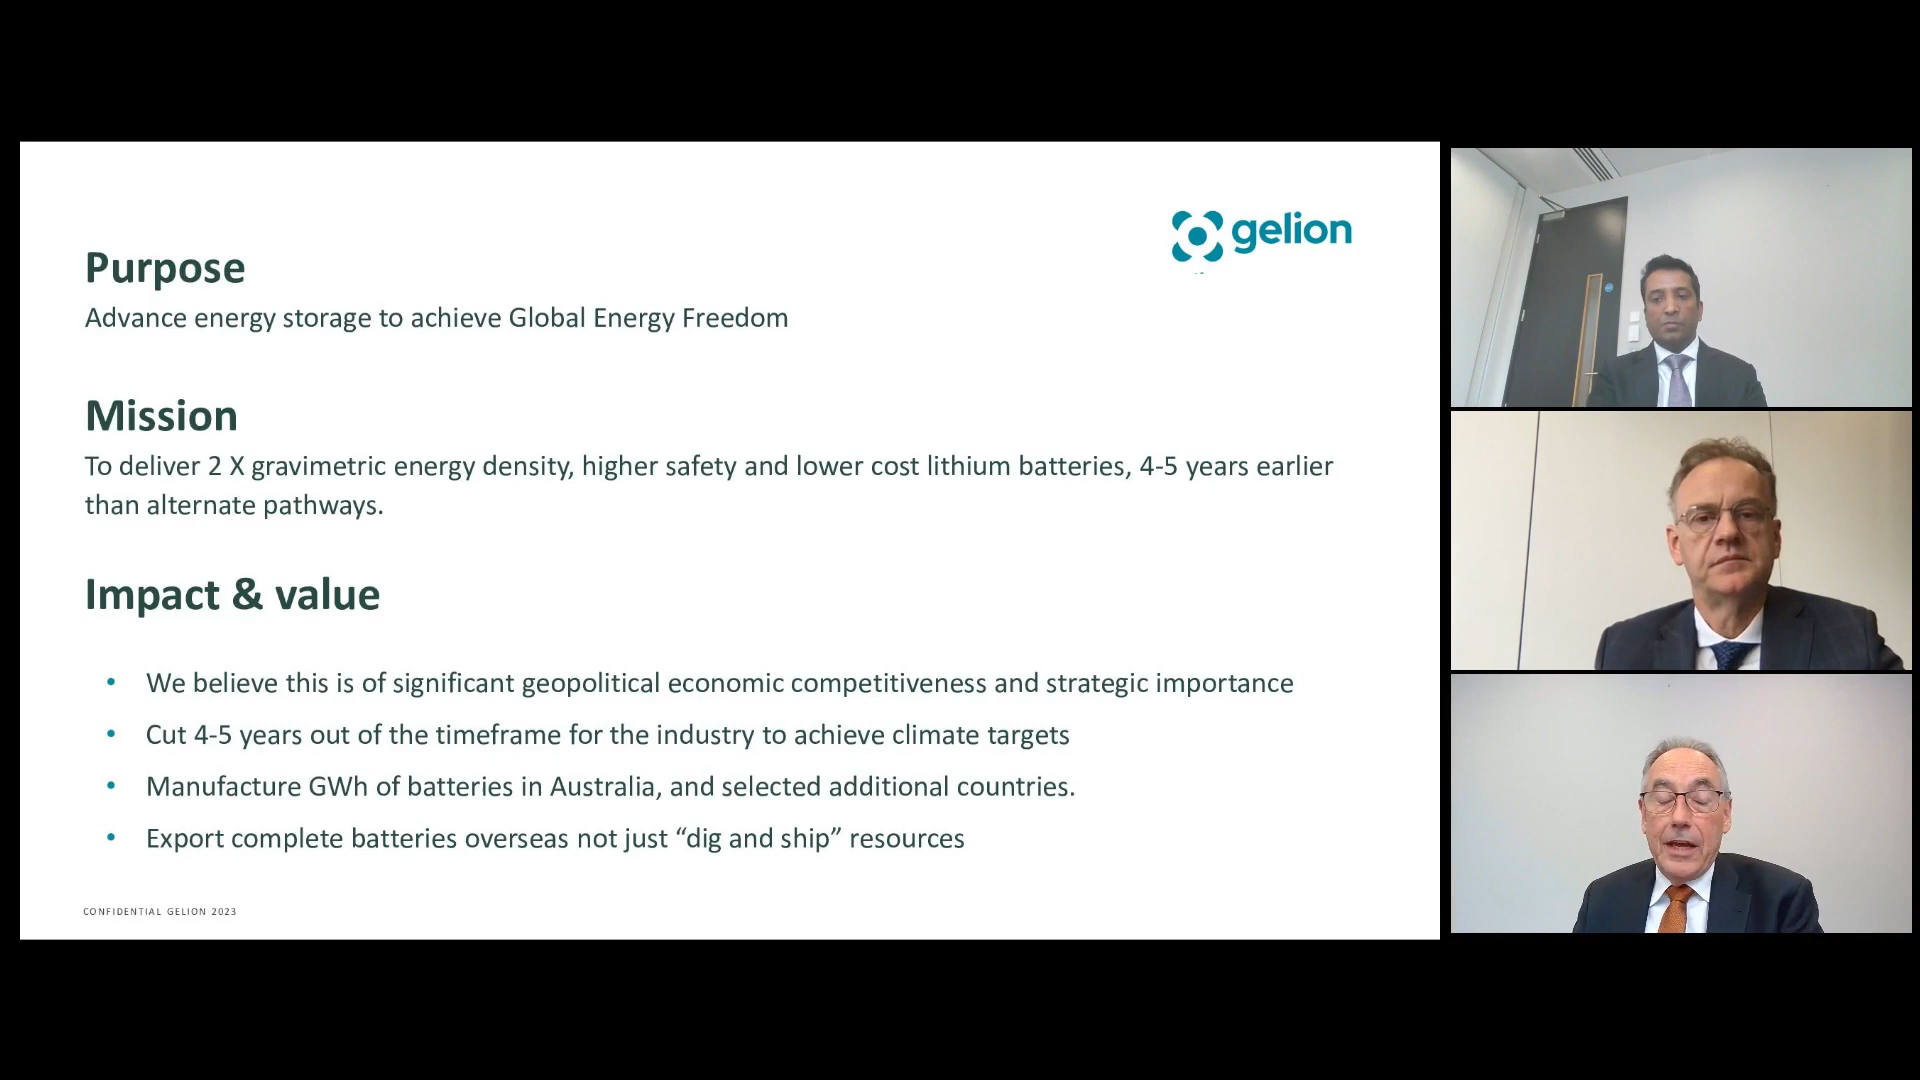 gelion
Purpose
Advance energy storage to achieve Global Energy Freedom
Mission
To deliver 2 X gravimetric energy density, higher safety and lower cost lithium batteries, 4-5 years earlier
than alternate pathways.
Impact & value
• We believe this is of significant geopolitical economic competitiveness and strategic importance
• Cut 4-5 years out of the timeframe for the industry to achieve climate targets
• Manufacture GWh of batteries in Australia, and selected additional countries.
• Export complete batteries overseas not just “dig and ship” resources
CONFIDENTIAL GELION 2023